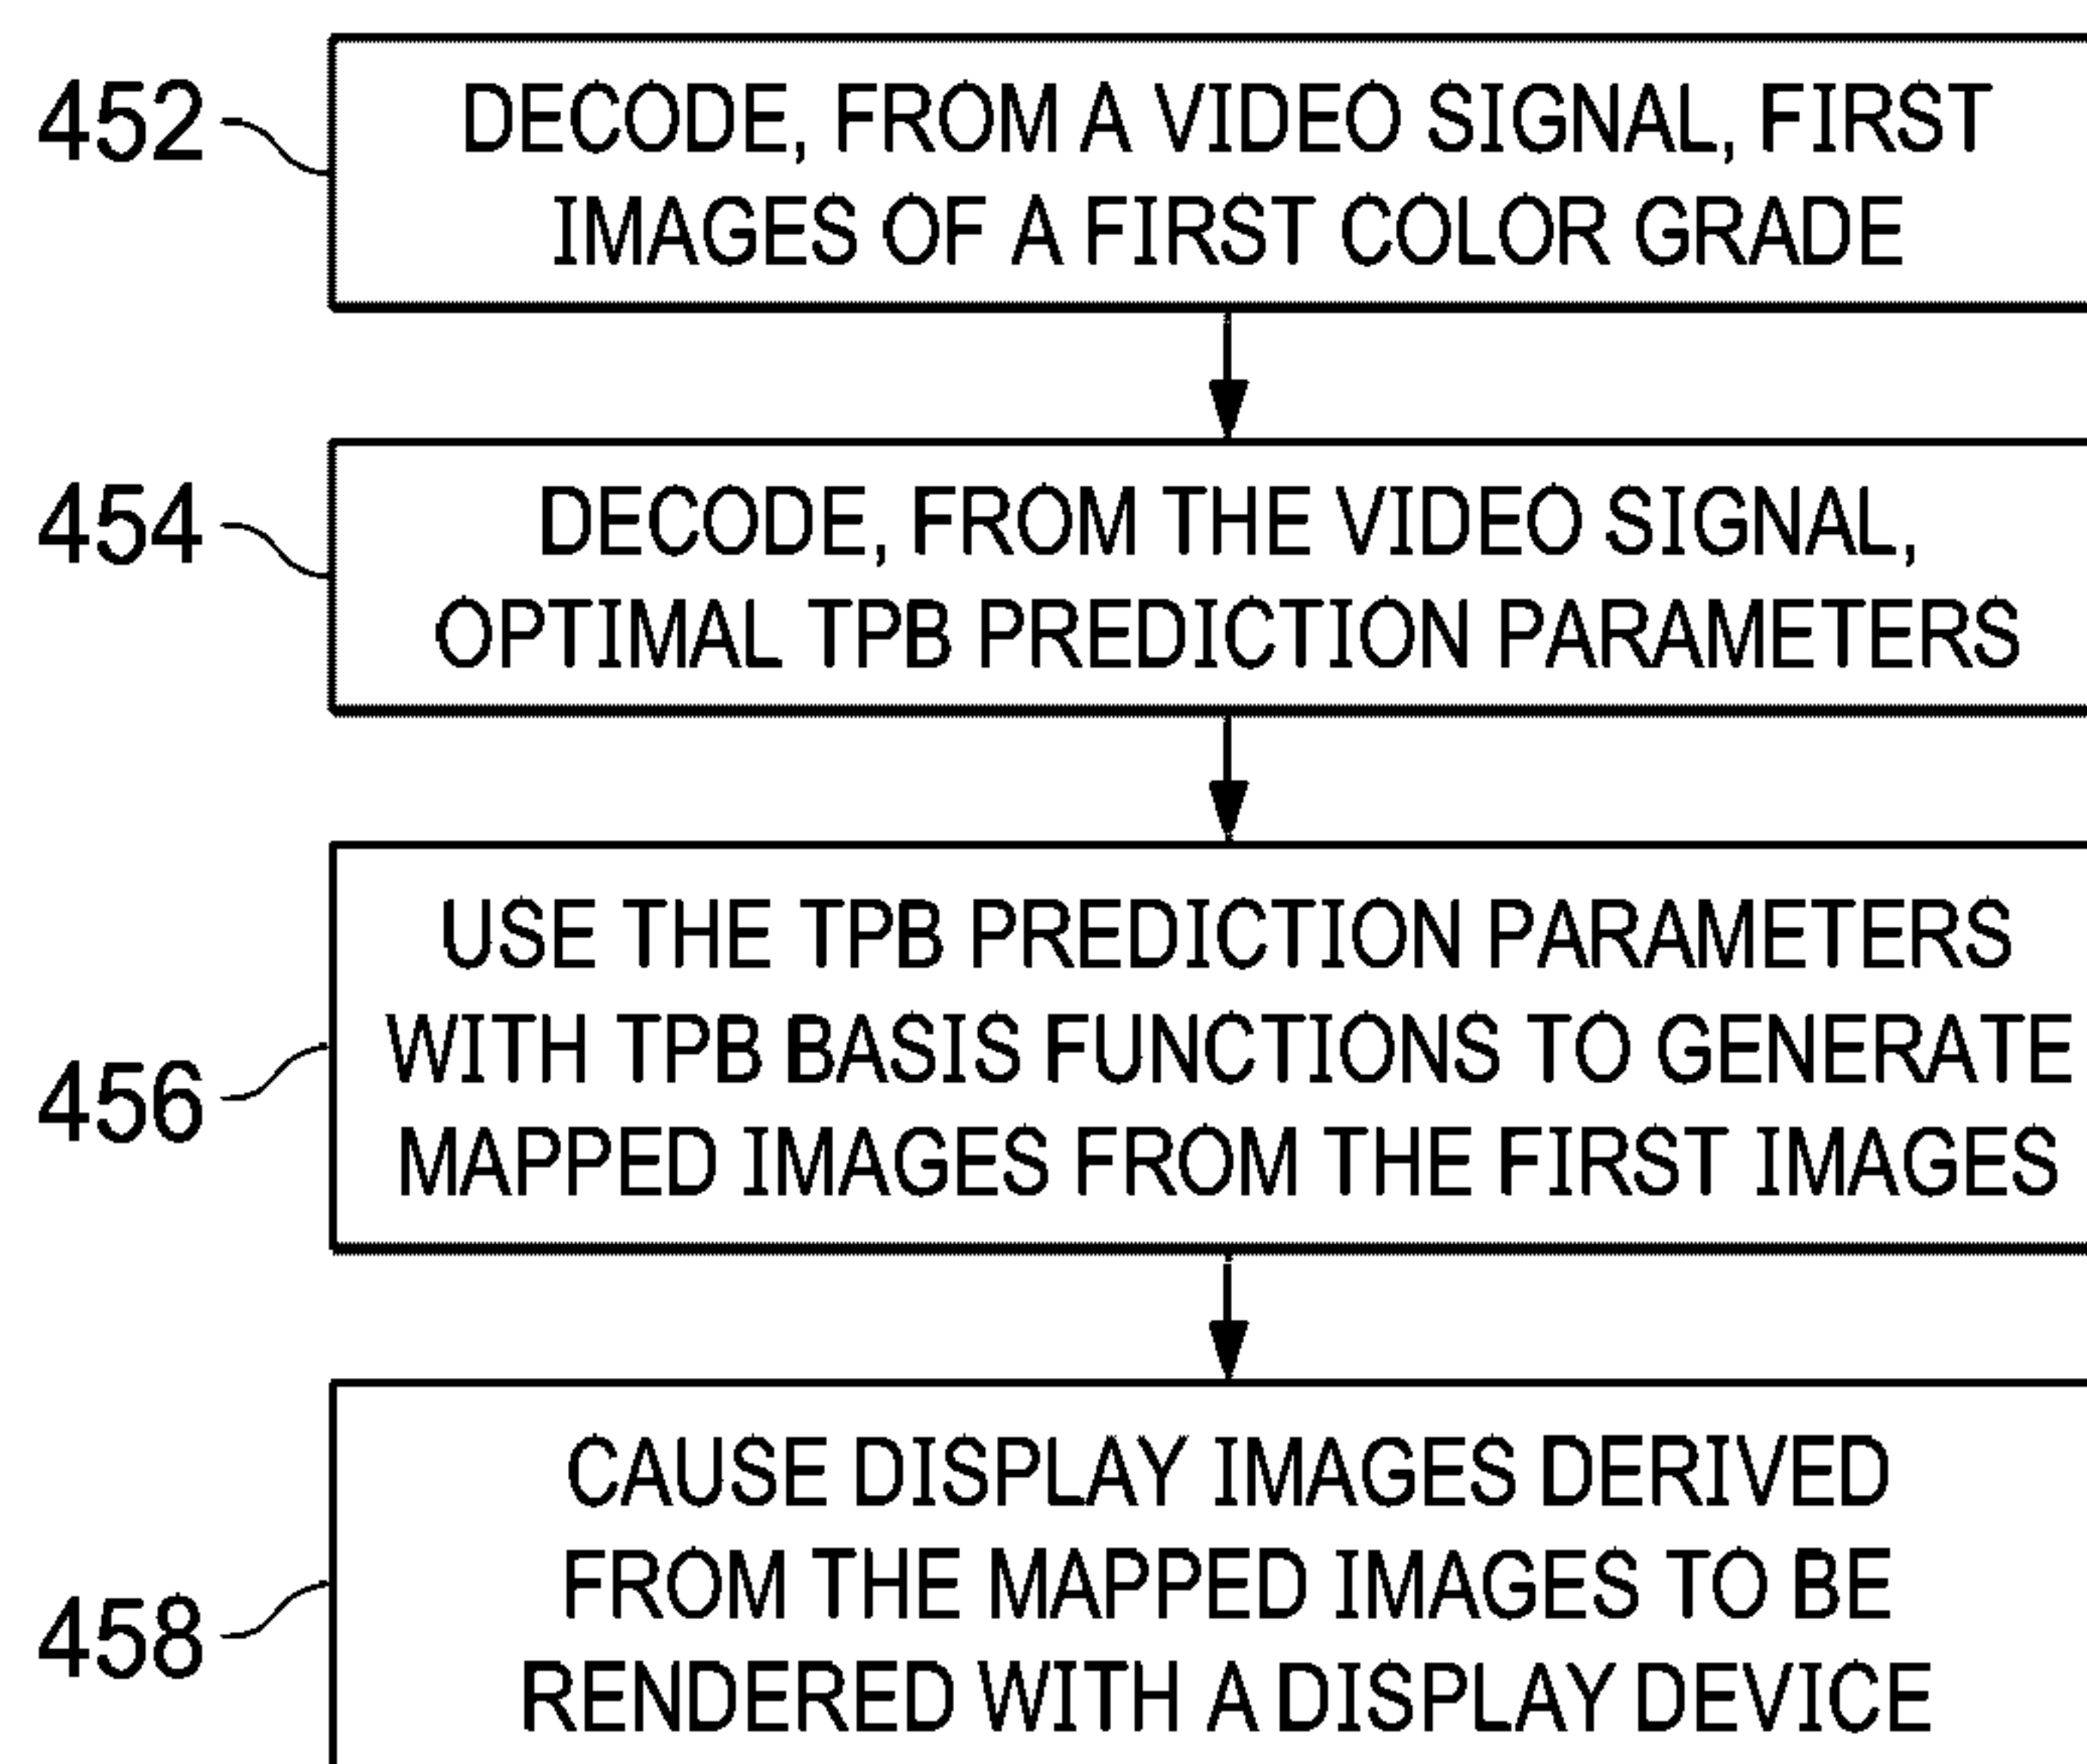 452
DECODE, FROM A VIDEO SIGNAL, FIRST
IMAGES OF A FIRST COLOR GRADE
454
DECODE, FROM THE VIDEO SIGNAL,
OPTIMAL TPB PREDICTION PARAMETERS
456
USE THE TPB PREDICTION PARAMETERS
WITH TPB BASIS FUNCTIONS TO GENERATE
MAPPED IMAGES FROM THE FIRST IMAGES
458
CAUSE DISPLAY IMAGES DERIVED
FROM THE MAPPED IMAGES TO BE
RENDERED WITH A DISPLAY DEVICE